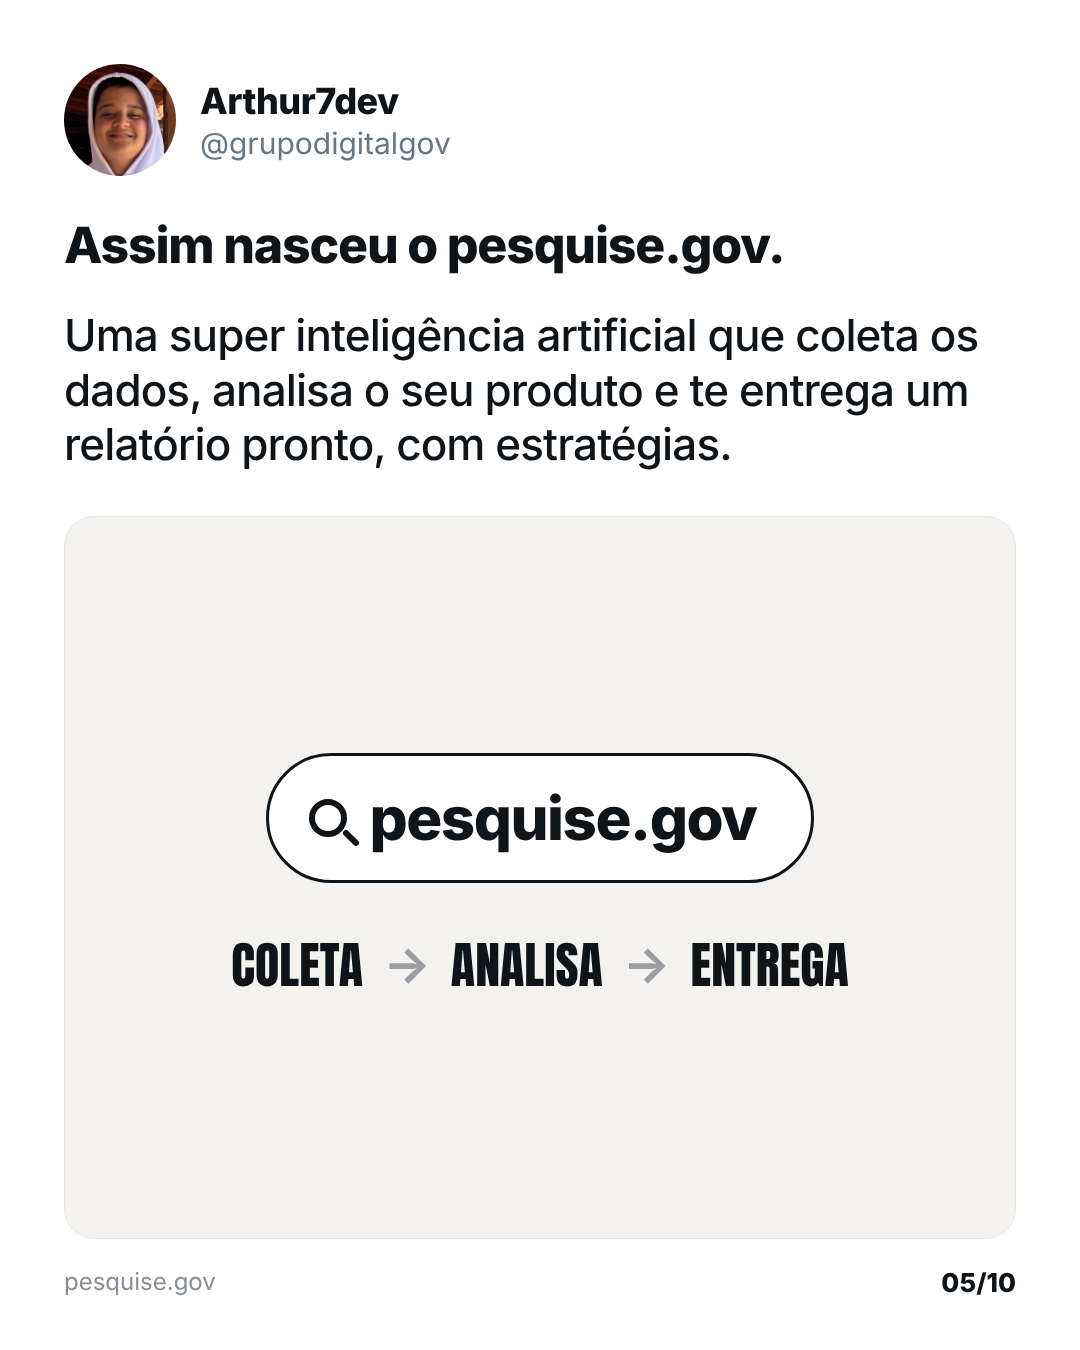 Arthur7dev
@grupodigitalgov
Assim nasceu o pesquise.gov.
Uma super inteligência artificial que coleta os
dados, analisa o seu produto e te entrega um
relatório pronto, com estratégias.
pesquise.gov
COLETA → ANALISA → ENTREGA
pesquise.gov
05/10